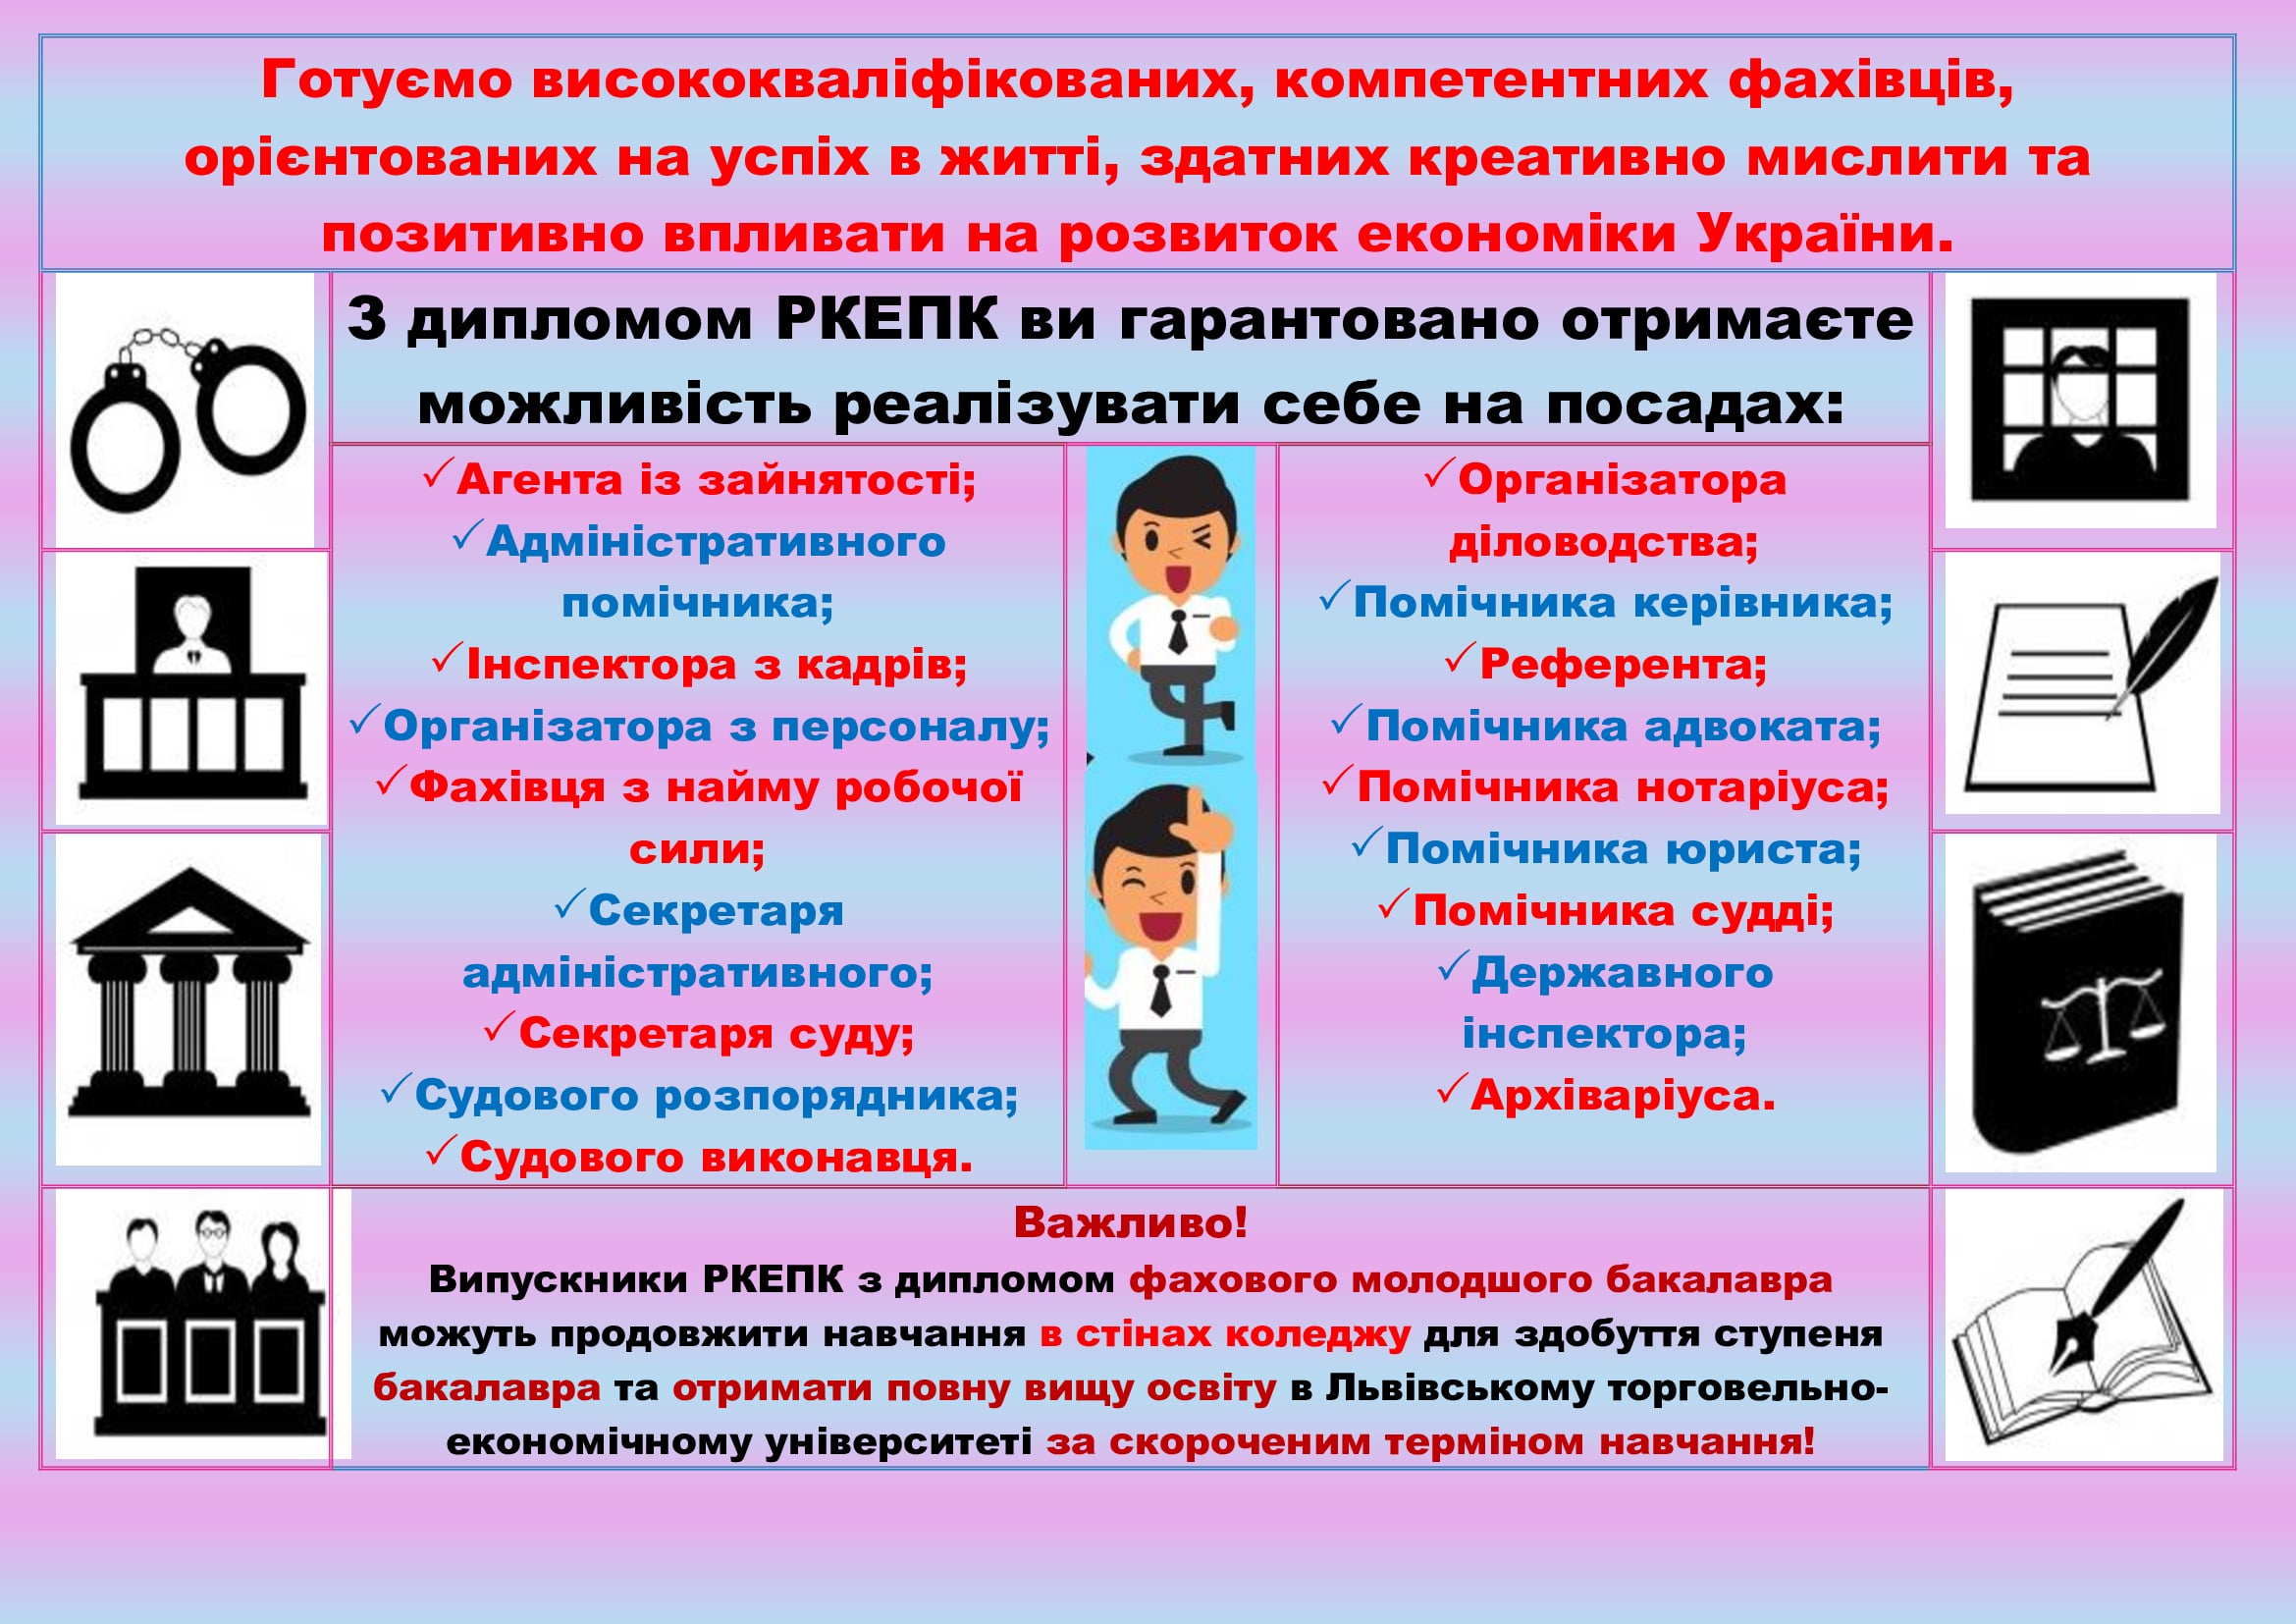 Готуємо висококваліфікованих, компетентних фахівців,
орієнтованих на успіх в житті, здатних креативно мислити та
позитивно впливати на розвиток економіки України.
З дипломом РКЕПК ви гарантовано отримаєте
можливість реалізувати себе на посадах:
✓Агента із зайнятості;
✓Адміністративного
помічника;
✓Інспектора з кадрів;
✓Організатора з персоналу;
✓Фахівця з найму робочої
сили;
✓Секретаря
адміністративного;
✓Секретаря суду;
✓Судового розпорядника;
✓Судового виконавця.
✓Організатора
діловодства;
✓Помічника керівника;
✓Референта;
✓Помічника адвоката;
✓Помічника нотаріуса;
✓Помічника юриста;
✓Помічника судді;
✓Державного
інспектора;
✓Архіваріуса.
Важливо!
Випускники РКЕПК з дипломом фахового молодшого бакалавра
можуть продовжити навчання в стінах коледжу для здобуття ступеня
бакалавра та отримати повну вищу освіту в Львівському торговельно-
економічному університеті за скороченим терміном навчання!